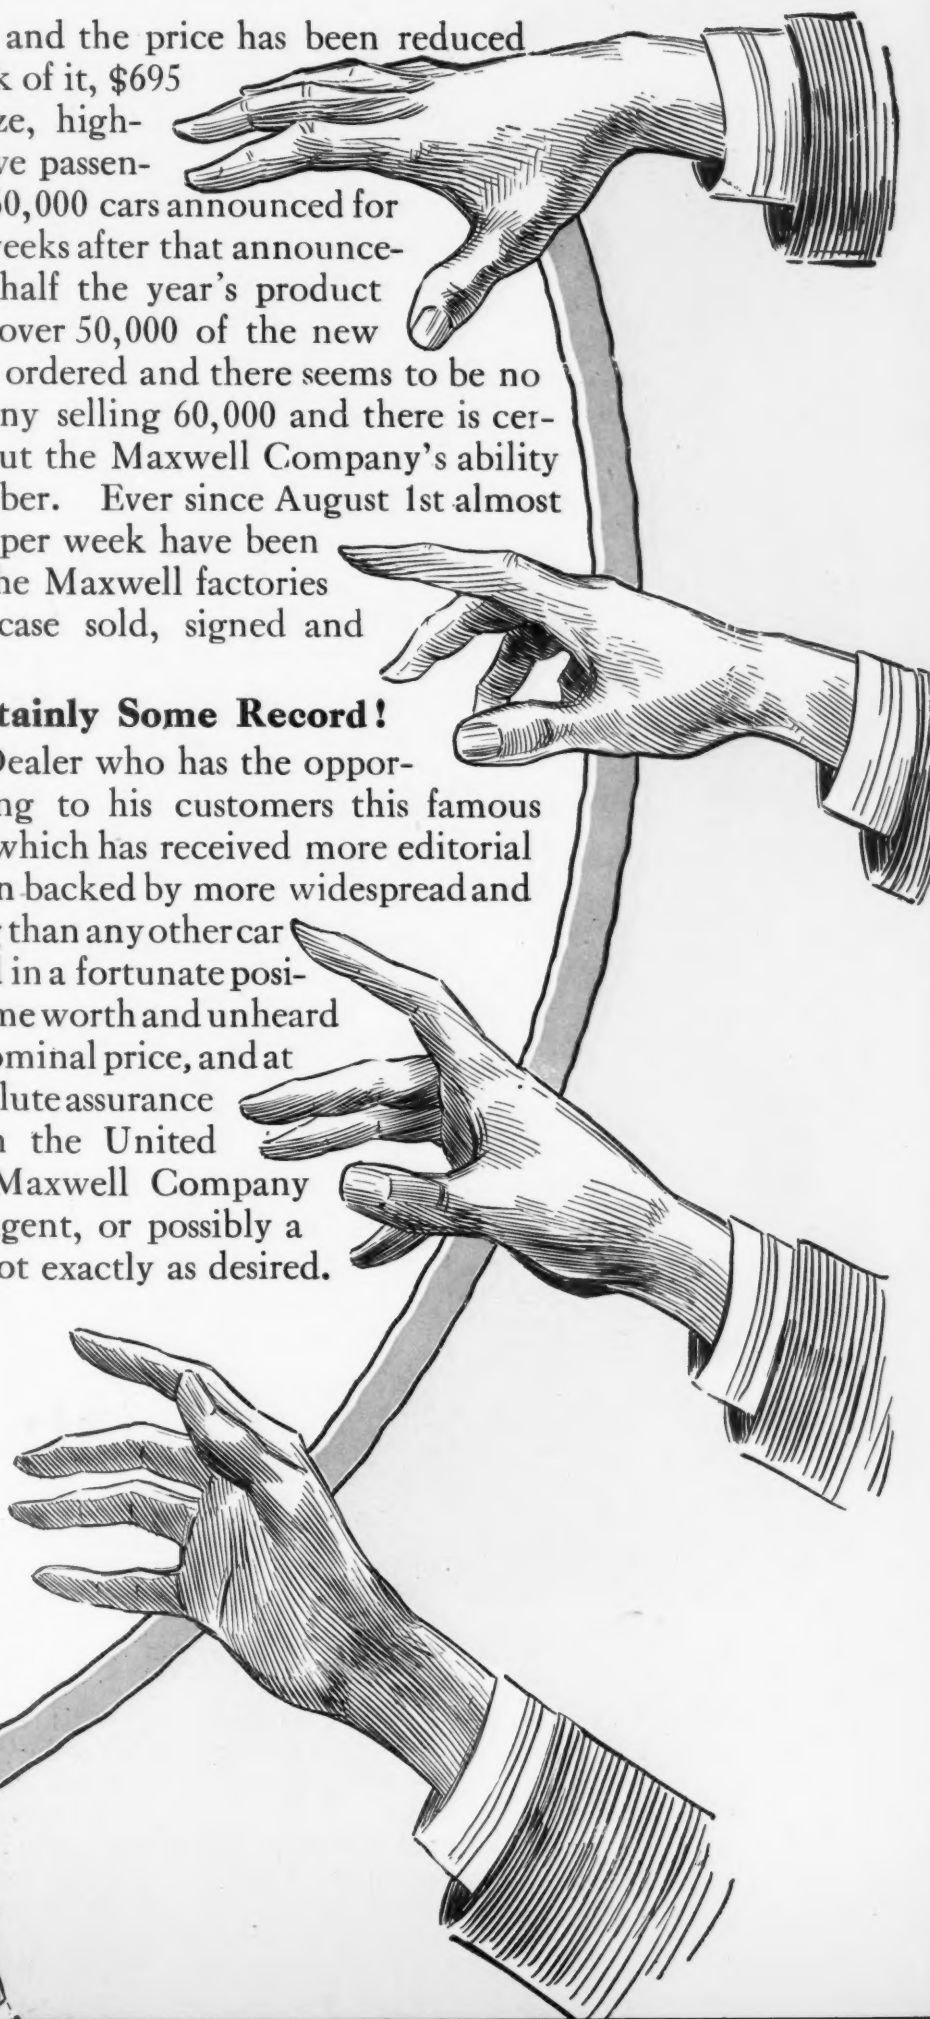 and the price has been reduced
k of it, $695
ze, high-
ve passen-
60,000 cars announced for
weeks after that announce-
half the year's product
over 50,000 of the new
ordered and there seems to be no
ny selling 60,000 and there is cer-
ut the Maxwell Company's ability
ber. Ever since August 1st almost
per week have been
he Maxwell factories
case sold, signed and
tainly Some Record!
Dealer who has the oppor-
ng to his customers this famous
which has received more editorial
n backed by more widespread and
than any other car
in a fortunate posi-
me worth and unheard
ominal price, and at
lute assurance
n the United
Maxwell Company
gent, or possibly a
ot exactly as desired.